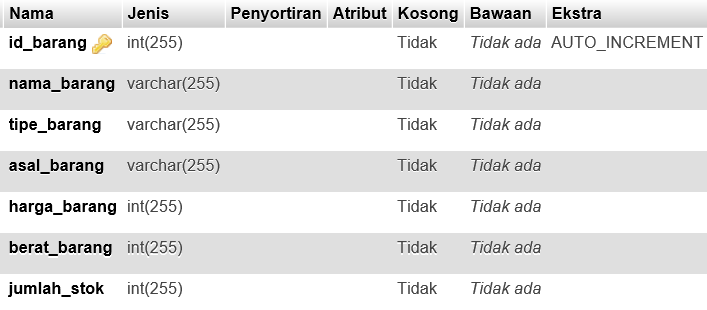 Nama Jenis Penyortiran Atribut Kosong Bawaan Ekstra
id_barang int(255) Tidak Tidak ada AUTO_INCREMENT
nama_barang varchar(255) Tidak Tidak ada
tipe_barang varchar(255) Tidak Tidak ada
asal_barang varchar(255) Tidak Tidak ada
harga_barang int(255) Tidak Tidak ada
berat_barang int(255) Tidak Tidak ada
jumlah_stok int(255) Tidak Tidak ada